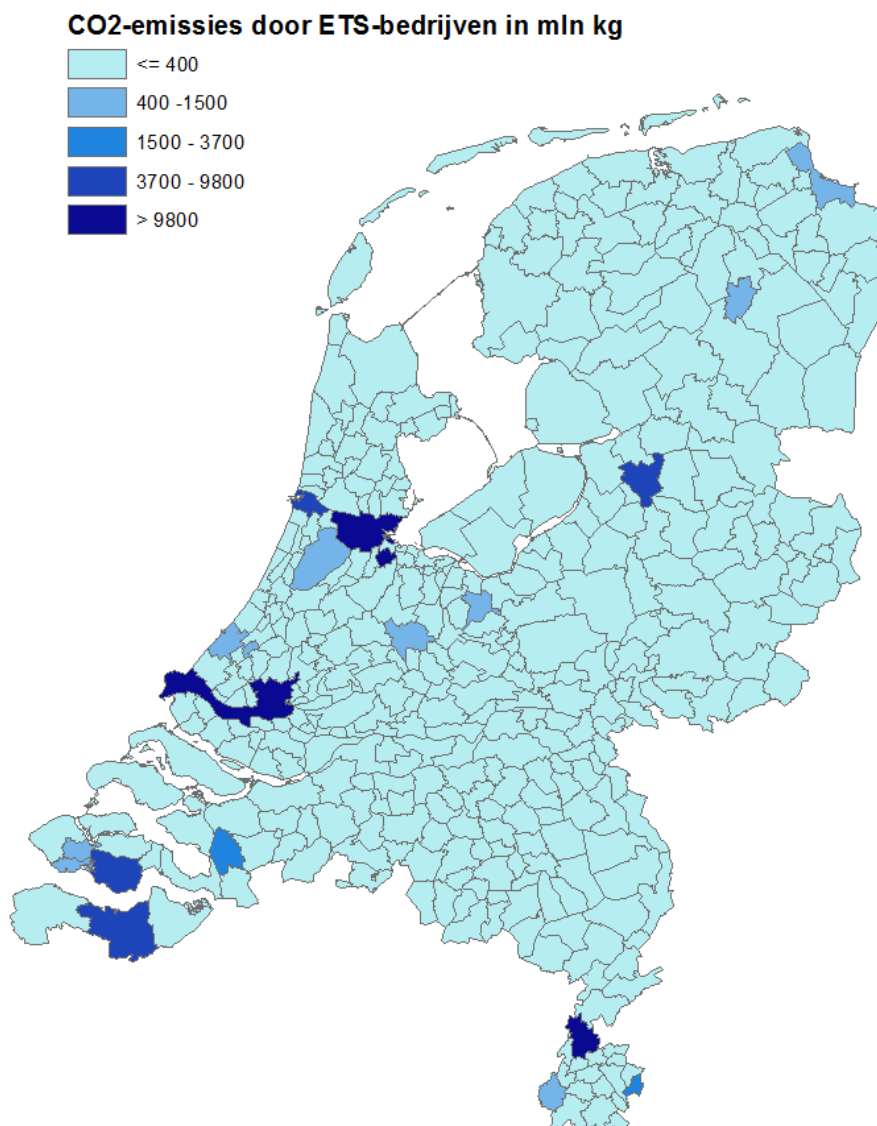 CO2-emissies door ETS-bedrijven in mln kg
<= 400
400 -1500
1500 - 3700
3700 - 9800
> 9800